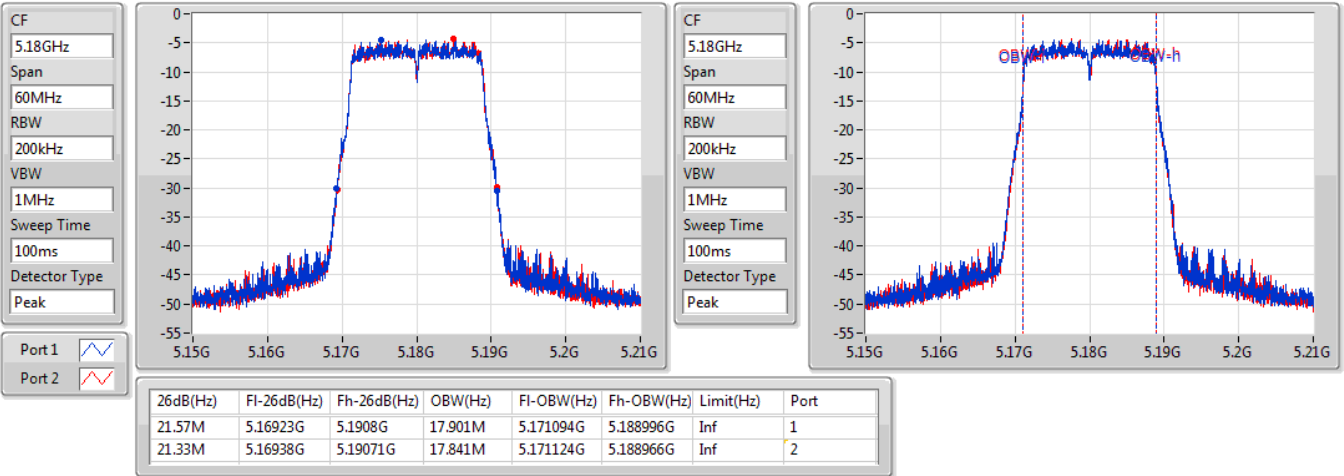 CF
5.18GHz
Span
60MHz
RBW
200kHz
VBW
1MHz
Sweep Time
100ms
Detector Type
Peak
Port 1
Port 2
0
-5
-10
-15
-20
-25
-30
-35
-40
-45
-50
-55
5.15G 5.16G 5.17G 5.18G 5.19G 5.2G 5.21G
CF
5.18GHz
Span
60MHz
RBW
200kHz
VBW
1MHz
Sweep Time
100ms
Detector Type
Peak
0
-5
-10
-15
-20
-25
-30
-35
-40
-45
-50
-55
OBW-h
5.15G 5.16G 5.17G 5.18G 5.19G 5.2G 5.21G
26dB(Hz) Fl-26dB(Hz) Fh-26dB(Hz) OBW(Hz) Fl-OBW(Hz) Fh-OBW(Hz) Limit(Hz) Port
21.57M 5.16923G 5.1908G 17.901M 5.171094G 5.188996G Inf 1
21.33M 5.16938G 5.19071G 17.841M 5.171124G 5.188966G Inf 2